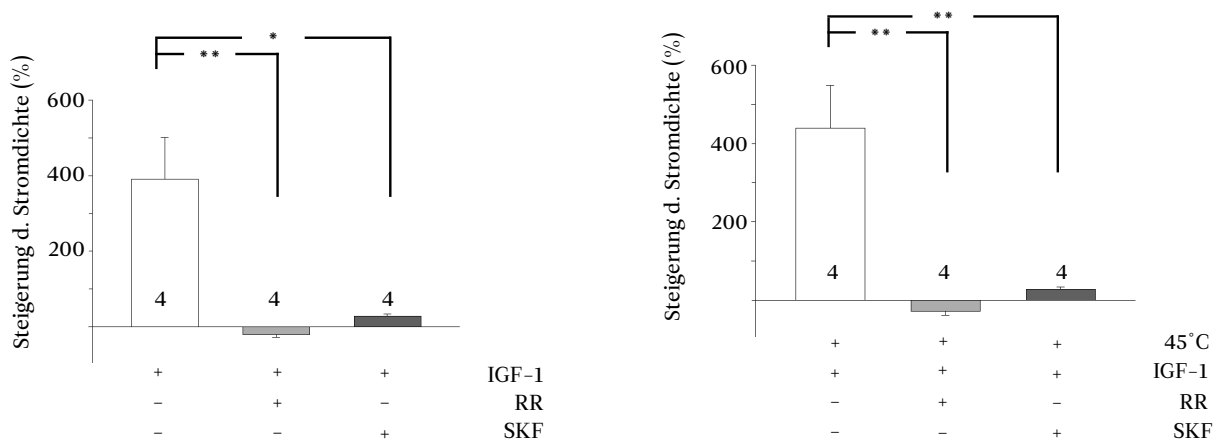 Steigerung d. Stromdichte (%)
*
**
600
400
200
4 4 4
+ + + IGF-1
– + – RR
– – + SKF
Steigerung d. Stromdichte (%)
**
**
600
400
200
4 4 4
+ + + 45°C
+ + + IGF-1
– + – RR
– – + SKF